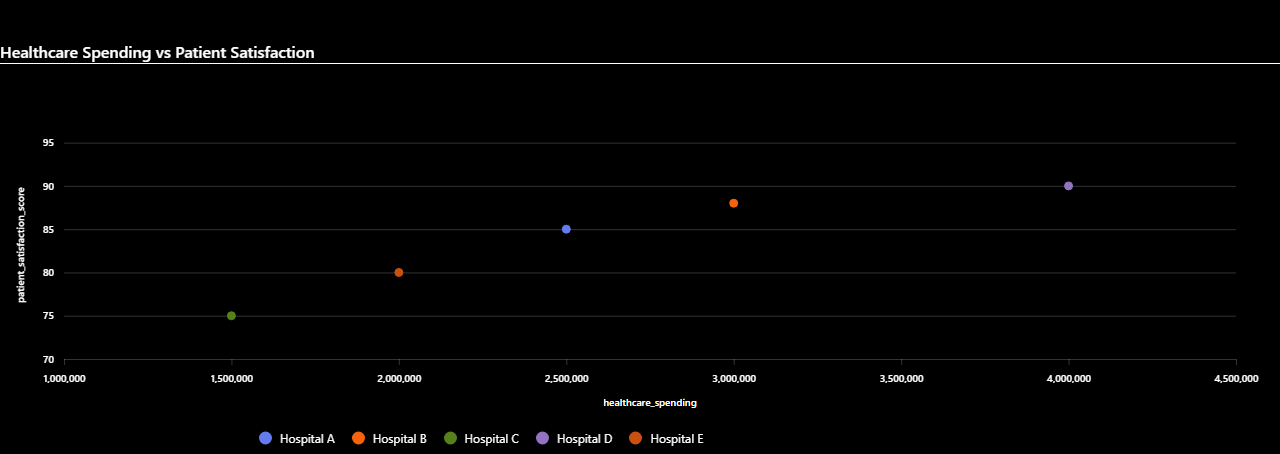 Healthcare Spending vs Patient Satisfaction
95
90
85
80
75
70
patient_satisfaction_score
1,000,000 1,500,000 2,000,000 2,500,000 3,000,000 3,500,000 4,000,000 4,500,000
healthcare_spending
Hospital A Hospital B Hospital C Hospital D Hospital E